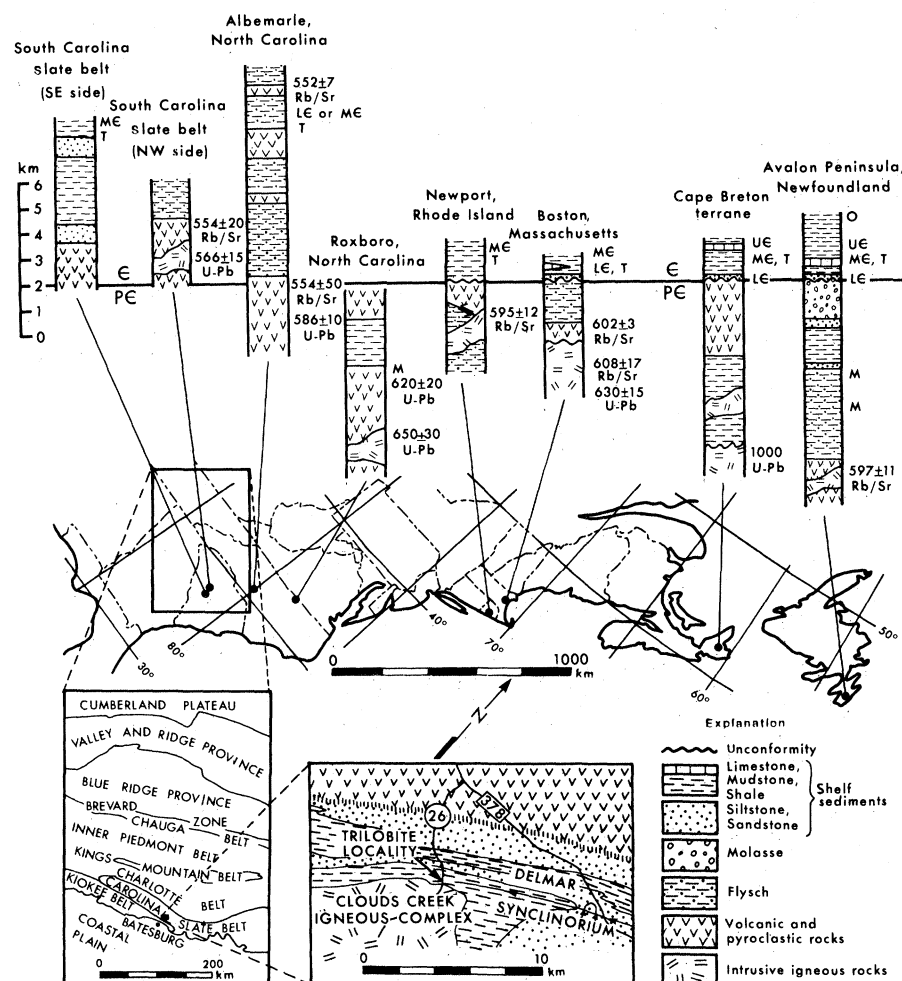 Albemarle,
North Carolina
South Carolina
Slate belt
(SE side)
South Carolina
Slate belt
(NW side)
Avalon Peninsula,
Newfoundland
Newport,
Rhode Island
Cape Breton
terrane
Boston,
Massachusetts
Roxboro,
North Carolina
km
6
5
4
3
2
1
0
MЄ
T
554±20
Rb/Sr
566±15
U-Pb
Є
PЄ
552±7
Rb/Sr
LЄ or MЄ
T
554±50
Rb/Sr
586±10
U-Pb
M
620±20
U-Pb
650±30
U-Pb
MЄ
T
595±12
Rb/Sr
MЄ
LЄ, T
602±3
Rb/Sr
608±17
Rb/Sr
630±15
U-Pb
Є
PЄ
UЄ
MЄ, T
LЄ
1000
U-Pb
O
UЄ
MЄ, T
LЄ
M
M
597±11
Rb/Sr
30°
80°
40°
70°
60°
50°
0 1000
km
N
CUMBERLAND PLATEAU
VALLEY AND RIDGE PROVINCE
BLUE RIDGE PROVINCE
BREVARD ZONE
CHAUGA BELT
INNER PIEDMONT BELT
KINGS MOUNTAIN BELT
CHARLOTTE BELT
CAROLINA SLATE BELT
KIOKEE BELT
BATESBURG
COASTAL
PLAIN
0 200
km
378
26
TRILOBITE
LOCALITY
DELMAR
SYNCLINORIUM
CLOUDS CREEK
IGNEOUS-COMPLEX
0 10
km
Explanation
Unconformity
Limestone,
Mudstone,
Shale
Siltstone,
Sandstone
Shelf
sediments
Molasse
Flysch
Volcanic and
pyroclastic rocks
Intrusive igneous rocks